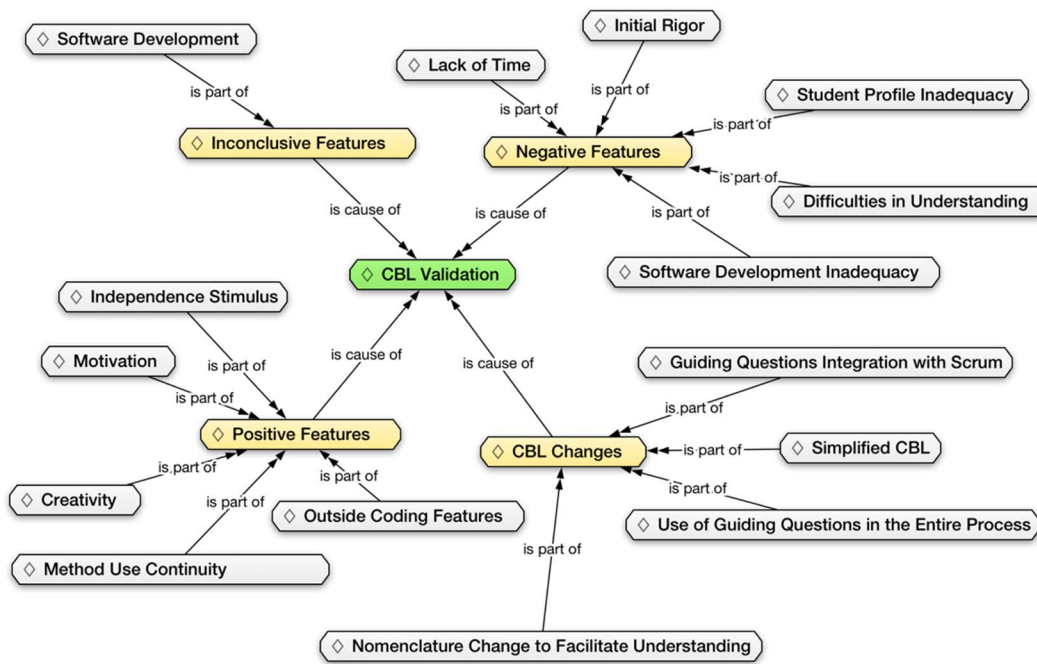 Initial Rigor
Software Development
Lack of Time
is part of
is part of
is part of
Student Profile Inadequacy
is part of
Inconclusive Features
Negative Features
is part of
Difficulties in Understanding
is cause of
is cause of
is part of
CBL Validation
Software Development Inadequacy
Independence Stimulus
is part of
is cause of
is cause of
Motivation
Guiding Questions Integration with Scrum
is part of
is part of
Positive Features
CBL Changes
is part of
Simplified CBL
is part of
is part of
Creativity
is part of
Outside Coding Features
Use of Guiding Questions in the Entire Process
is part of
Method Use Continuity
Nomenclature Change to Facilitate Understanding